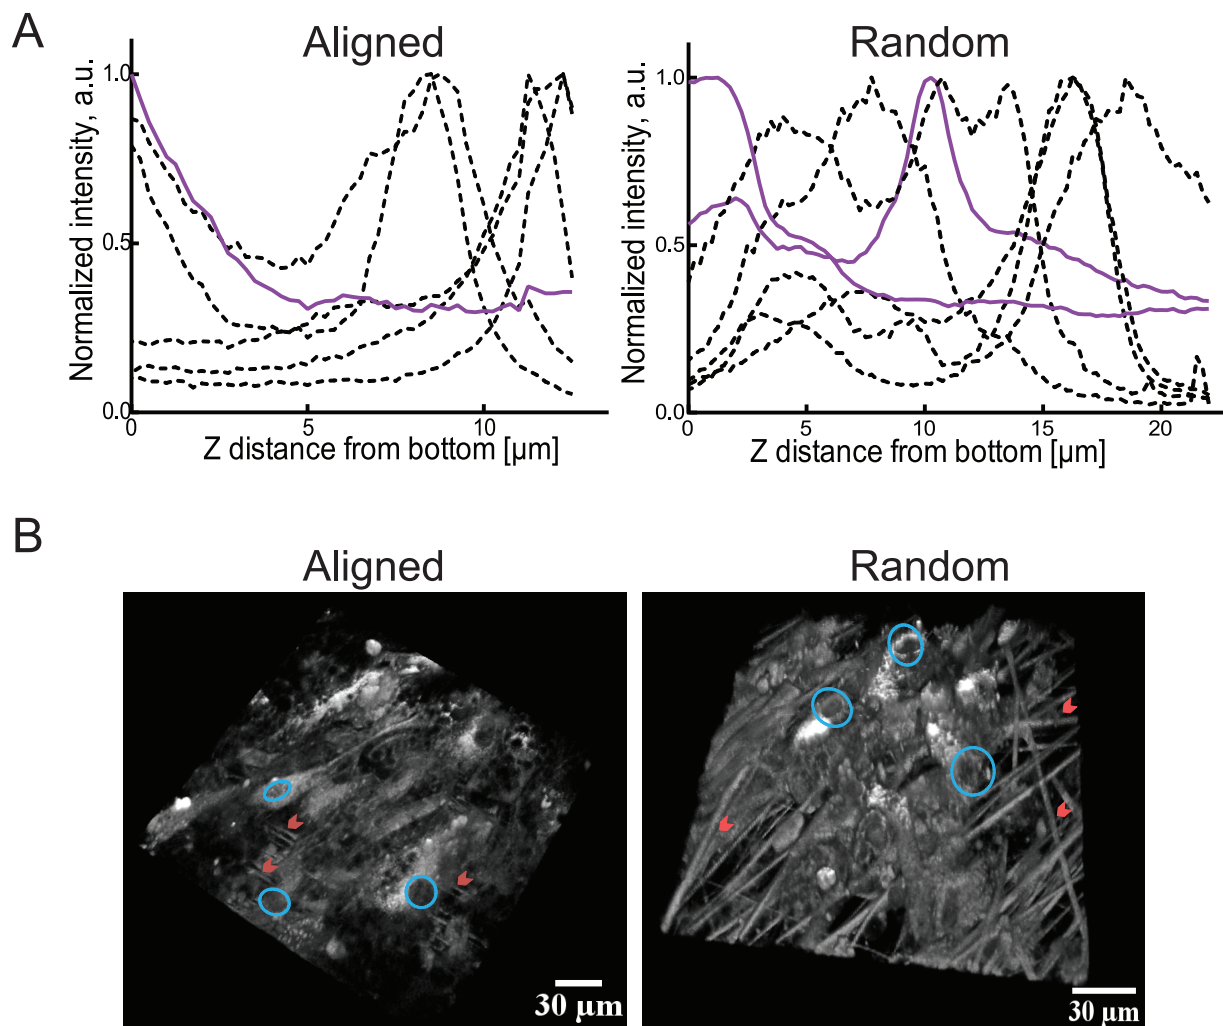 A
Aligned
Random
Normalized intensity, a.u.
1.0
0.5
0.0
0
5
10
Z distance from bottom [µm]
Normalized intensity, a.u.
1.0
0.5
0.0
0
5
10
15
20
Z distance from bottom [µm]
B
Aligned
Random
30 µm
30 µm